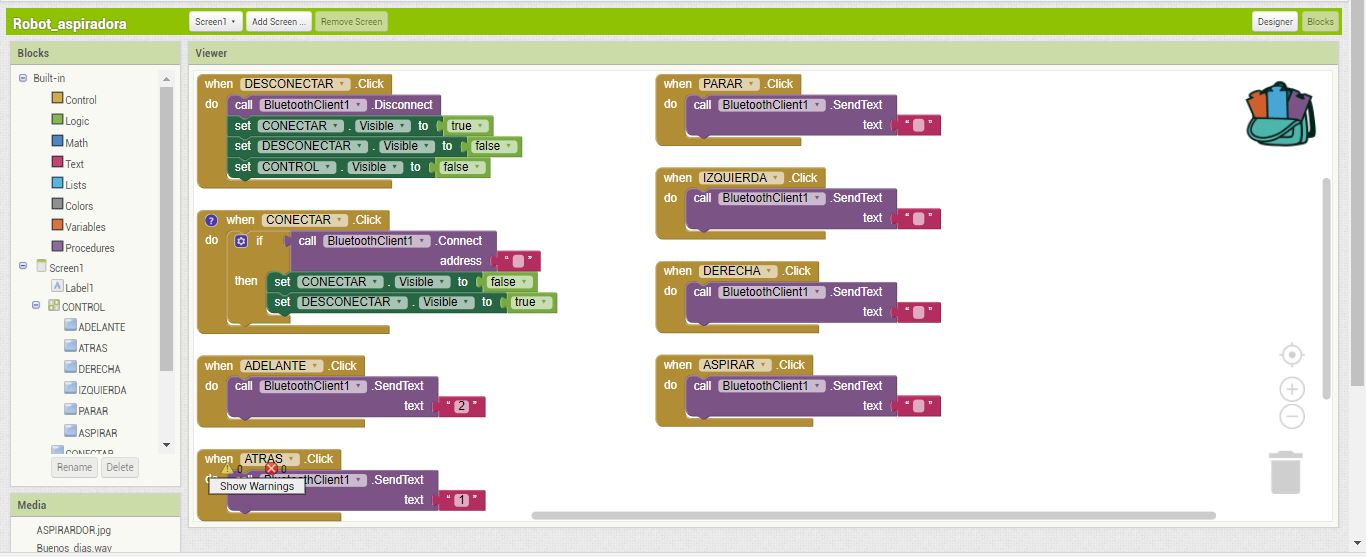 Robot_aspiradora
Screen1 Add Screen ... Remove Screen
Designer Blocks
Blocks
Built-in
Control
Logic
Math
Text
Lists
Colors
Variables
Procedures
Screen1
Label1
CONTROL
ADELANTE
ATRAS
DERECHA
IZQUIERDA
PARAR
ASPIRAR
CONECTAR
Rename Delete
Media
ASPIRARDOR.jpg
Buenos_dias.wav
Viewer
when DESCONECTAR .Click
do call BluetoothClient1 .Disconnect
set CONECTAR . Visible to true
set DESCONECTAR . Visible to false
set CONTROL . Visible to false
? when CONECTAR .Click
do if call BluetoothClient1 .Connect
address “ ”
then set CONECTAR . Visible to false
set DESCONECTAR . Visible to true
when ADELANTE .Click
do call BluetoothClient1 .SendText
text “ 2 ”
when ATRAS .Click
0 0
Show Warnings
.SendText
text “ 1 ”
when PARAR .Click
do call BluetoothClient1 .SendText
text “ ”
when IZQUIERDA .Click
do call BluetoothClient1 .SendText
text “ ”
when DERECHA .Click
do call BluetoothClient1 .SendText
text “ ”
when ASPIRAR .Click
do call BluetoothClient1 .SendText
text “ ”